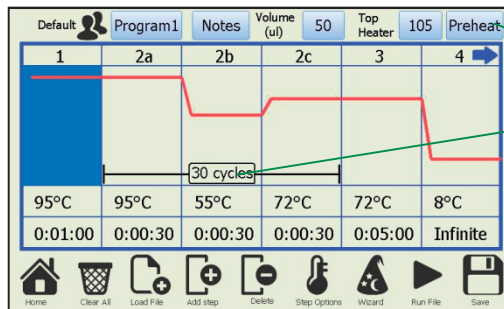 Default Program1 Notes Volume (ul) 50 Top Heater 105 Preheat
1 2a 2b 2c 3 4
30 cycles
95°C 95°C 55°C 72°C 72°C 8°C
0:01:00 0:00:30 0:00:30 0:00:30 0:05:00 Infinite
Home Clear All Load File Add step Delete Step Options Wizard Run File Save